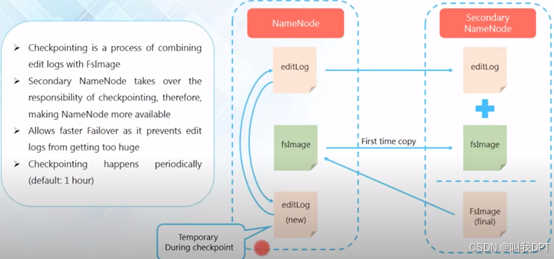 Checkpointing is a process of combining
edit logs with FsImage
Secondary NameNode takes over the
responsibility of checkpointing, therefore,
making NameNode more available
Allows faster Failover as it prevents edit
logs from getting too huge
Checkpointing happens periodically
(default: 1 hour)
NameNode
editLog
fsImage
editLog
(new)
Temporary
During checkpoint
First time copy
Secondary
NameNode
editLog
fsImage
FsImage
(final)
CSDN @叫我DPT